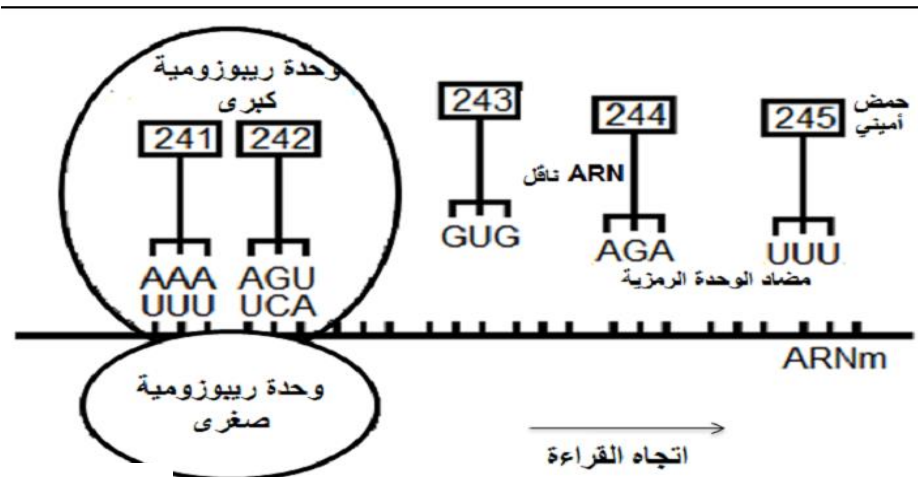 وحدة ريبوزومية
كبرى
241 242 243 244 245
حمض
أميني
ARN ناقل
AAA AGU GUG AGA UUU
مضاد الوحدة الرمزية
UUU UCA
ARNm
وحدة ريبوزومية
صغرى
اتجاه القراءة